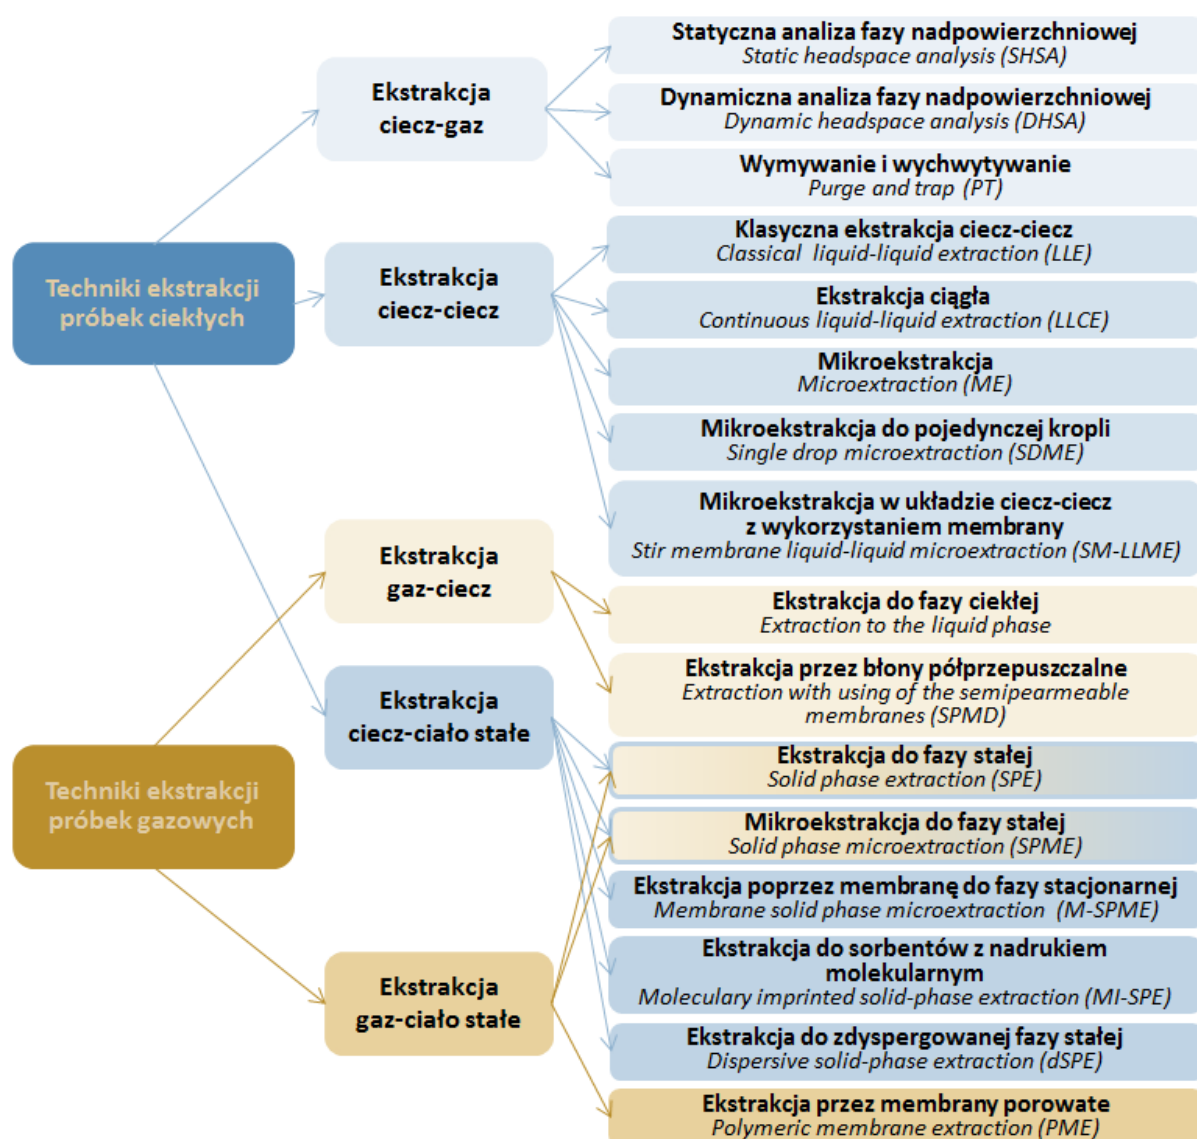 Techniki ekstrakcji
próbek ciekłych
Ekstrakcja
ciecz-gaz
Statyczna analiza fazy nadpowierzchniowej
Static headspace analysis (SHSA)
Dynamiczna analiza fazy nadpowierzchniowej
Dynamic headspace analysis (DHSA)
Wymywanie i wychwytywanie
Purge and trap (PT)
Ekstrakcja
ciecz-ciecz
Klasyczna ekstrakcja ciecz-ciecz
Classical liquid-liquid extraction (LLE)
Ekstrakcja ciągła
Continuous liquid-liquid extraction (LLCE)
Mikroekstrakcja
Microextraction (ME)
Mikroekstrakcja do pojedynczej kropli
Single drop microextraction (SDME)
Mikroekstrakcja w układzie ciecz-ciecz
z wykorzystaniem membrany
Stir membrane liquid-liquid microextraction (SM-LLME)
Ekstrakcja
gaz-ciecz
Ekstrakcja do fazy ciekłej
Extraction to the liquid phase
Ekstrakcja przez błony półprzepuszczalne
Extraction with using of the semipearmeable
membranes (SPMD)
Ekstrakcja
ciecz-ciało stałe
Techniki ekstrakcji
próbek gazowych
Ekstrakcja do fazy stałej
Solid phase extraction (SPE)
Mikroekstrakcja do fazy stałej
Solid phase microextraction (SPME)
Ekstrakcja poprzez membranę do fazy stacjonarnej
Membrane solid phase microextraction (M-SPME)
Ekstrakcja do sorbentów z nadrukiem
molekularnym
Moleculary imprinted solid-phase extraction (MI-SPE)
Ekstrakcja
gaz-ciało stałe
Ekstrakcja do zdyspergowanej fazy stałej
Dispersive solid-phase extraction (dSPE)
Ekstrakcja przez membrany porowate
Polymeric membrane extraction (PME)